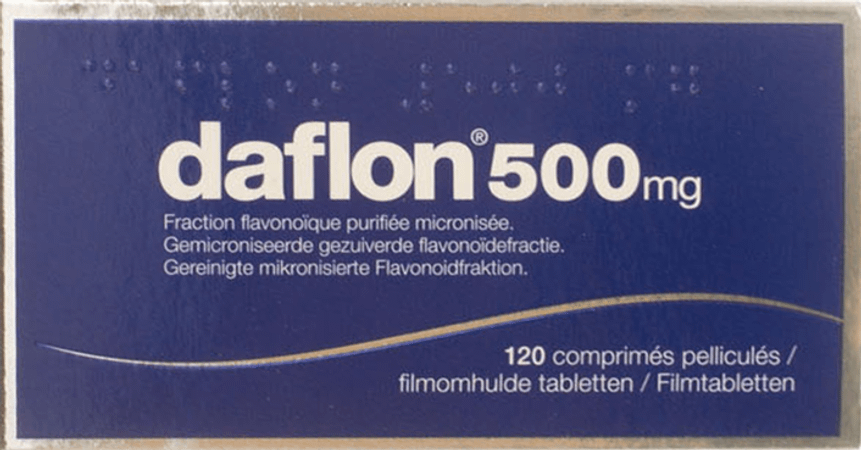 daflon® 500mg
Fraction flavonoïque purifiée micronisée.
Gemicroniseerde gezuiverde flavonoïdefractie.
Gereinigte mikronisierte Flavonoidfraktion.
120 comprimés pelliculés /
filmomhulde tabletten / Filmtabletten